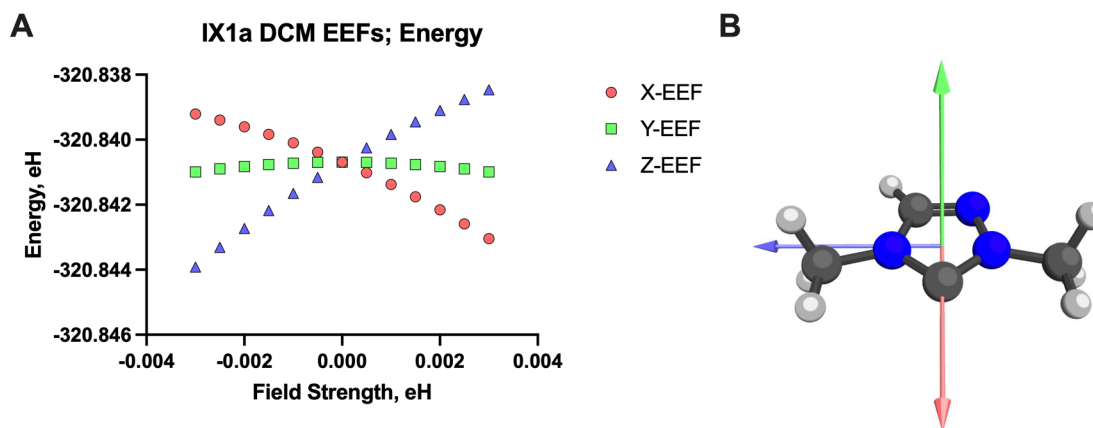 A
IX1a DCM EEFs; Energy
-320.838
-320.840
-320.842
-320.844
-320.846
Energy, eH
-0.004
-0.002
0.000
0.002
0.004
Field Strength, eH
X-EEF
Y-EEF
Z-EEF
B